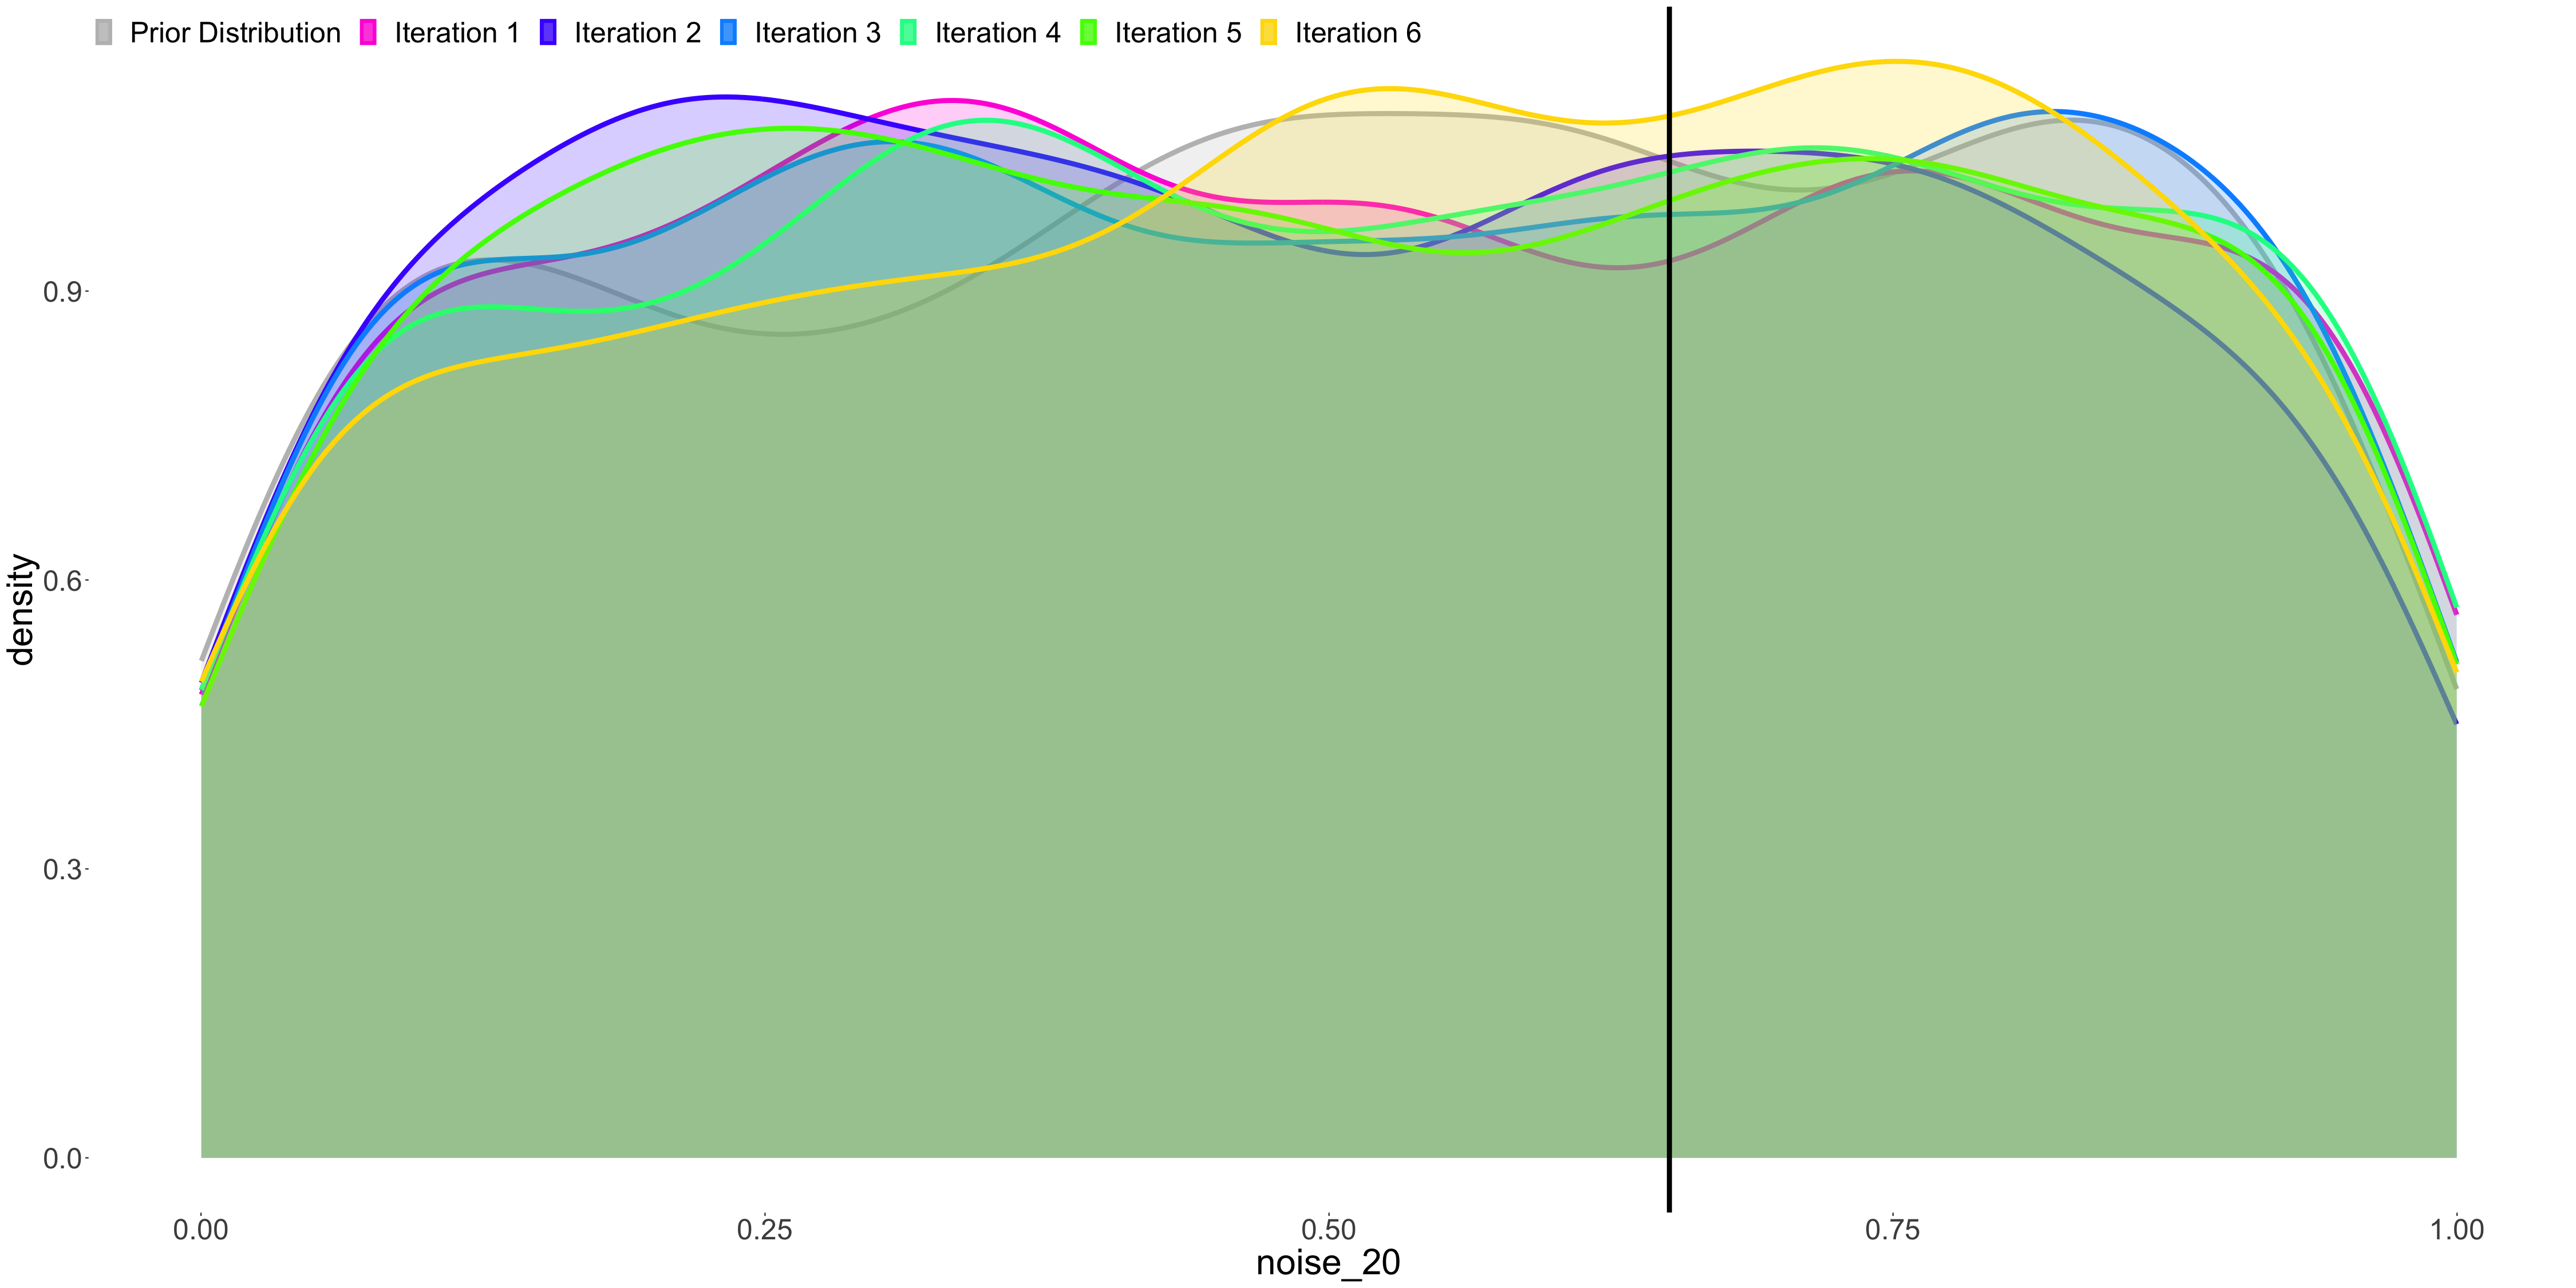 Prior Distribution Iteration 1 Iteration 2 Iteration 3 Iteration 4 Iteration 5 Iteration 6
density
0.9
0.6
0.3
0.0
0.00 0.25 0.50 0.75 1.00
noise_20